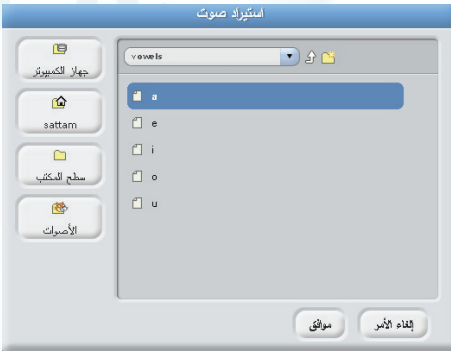 استيراد صوت
جهاز الكمبيوتر
sattam
سطح المكتب
الأصوات
vowels
a
e
i
o
u
موافق
إلغاء الأمر